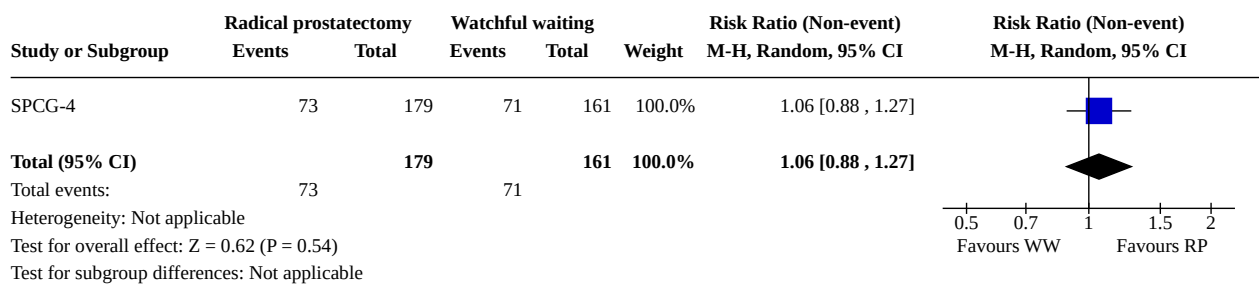 Radical prostatectomy Watchful waiting Risk Ratio (Non-event) Risk Ratio (Non-event)
Study or Subgroup Events Total Events Total Weight M-H, Random, 95% CI M-H, Random, 95% CI
SPCG-4 73 179 71 161 100.0% 1.06 [0.88 , 1.27]
Total (95% CI) 179 161 100.0% 1.06 [0.88 , 1.27]
Total events: 73 71
Heterogeneity: Not applicable
Test for overall effect: Z = 0.62 (P = 0.54)
Test for subgroup differences: Not applicable
0.5 0.7 1 1.5 2
Favours WW Favours RP